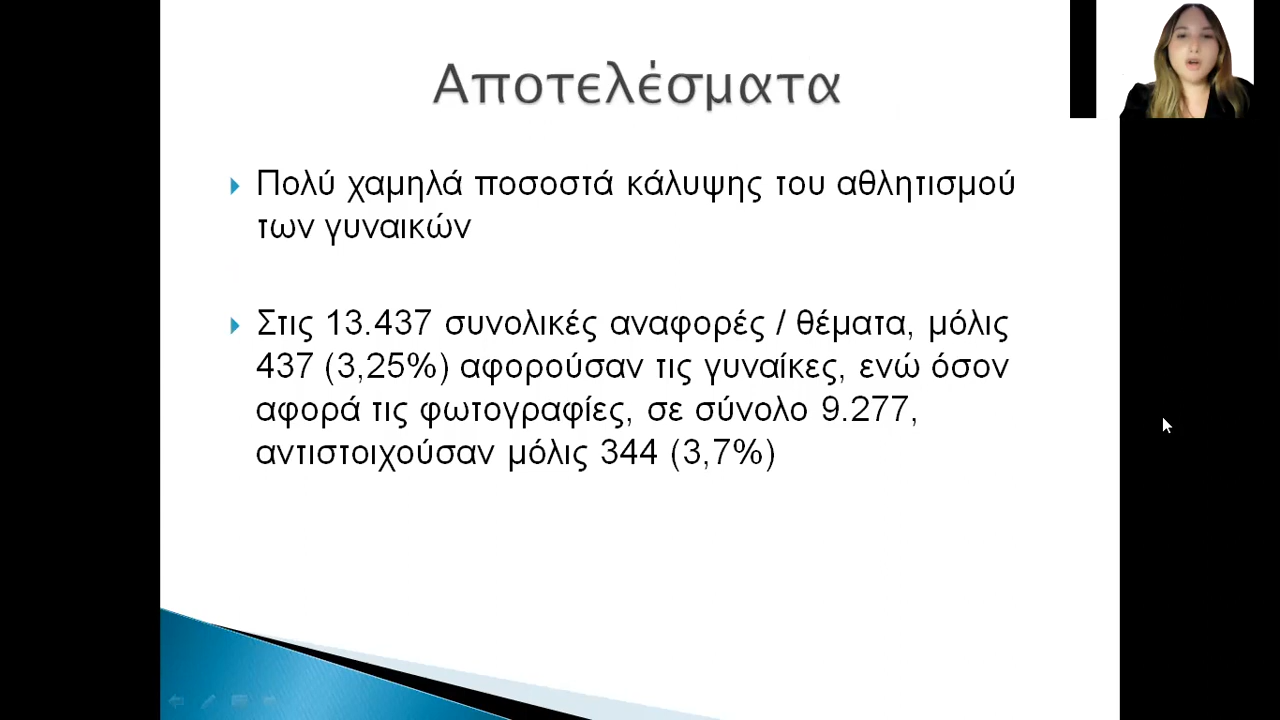 Αποτελέσματα
Πολύ χαμηλά ποσοστά κάλυψης του αθλητισμού
των γυναικών
Στις 13.437 συνολικές αναφορές / θέματα, μόλις
437 (3,25%) αφορούσαν τις γυναίκες, ενώ όσον
αφορά τις φωτογραφίες, σε σύνολο 9.277,
αντιστοιχούσαν μόλις 344 (3,7%)